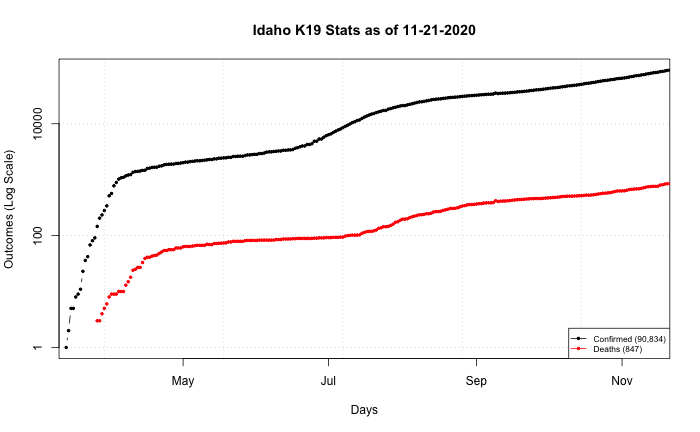 Idaho K19 Stats as of 11-21-2020
Outcomes (Log Scale)
10000
100
1
Confirmed (90,834)
Deaths (847)
May
Jul
Sep
Nov
Days